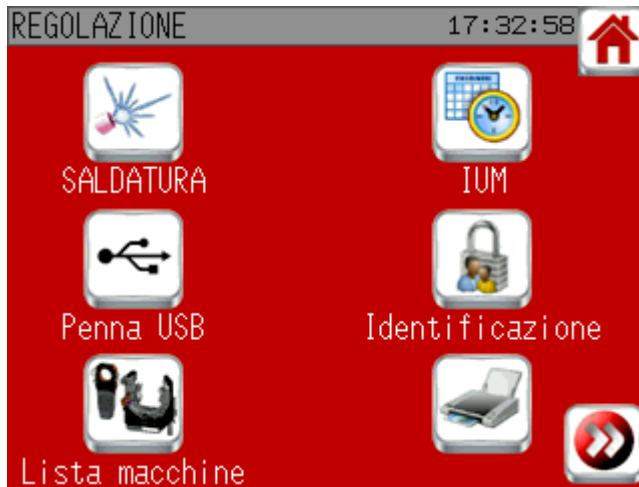 REGOLAZIONE 17:32:58
SALDATURA
IUM
Penna USB
Identificazione
Lista macchine